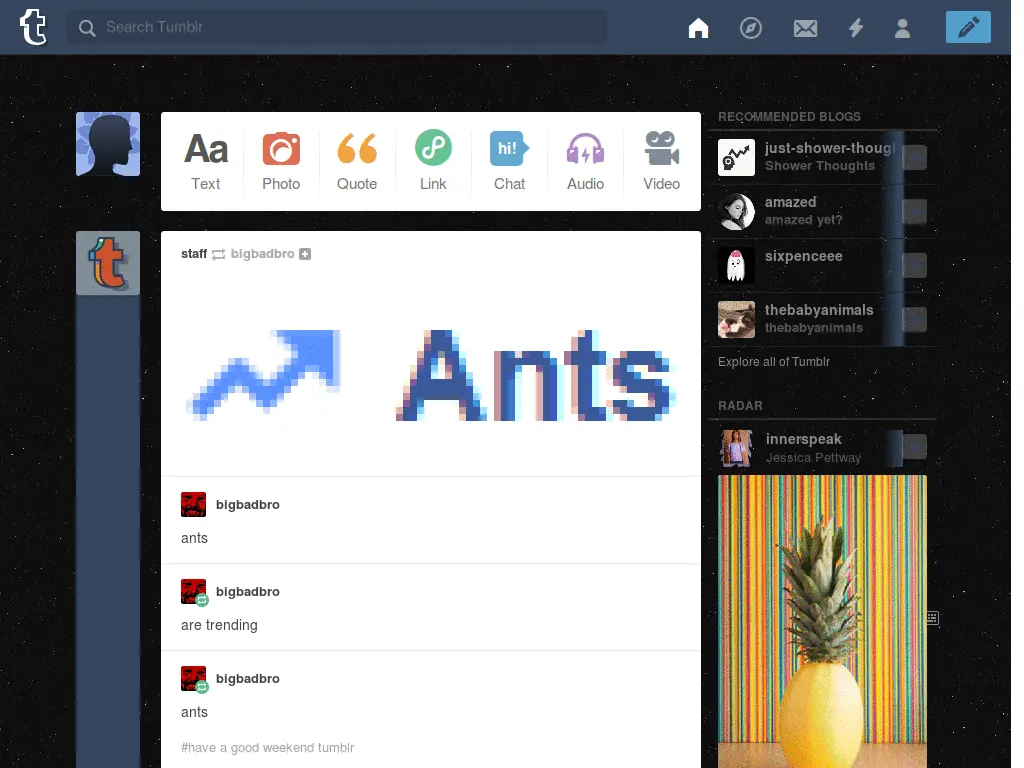 Search Tumblr
Aa
Text
Photo
Quote
Link
hi!
Chat
Audio
Video
staff bigbadbro
Ants
bigbadbro
ants
bigbadbro
are trending
bigbadbro
ants
#have a good weekend tumblr
RECOMMENDED BLOGS
just-shower-though
Shower Thoughts
amazed
amazed yet?
sixpenceee
thebabyanimals
thebabyanimals
Explore all of Tumblr
RADAR
innerspeak
Jessica Pettway